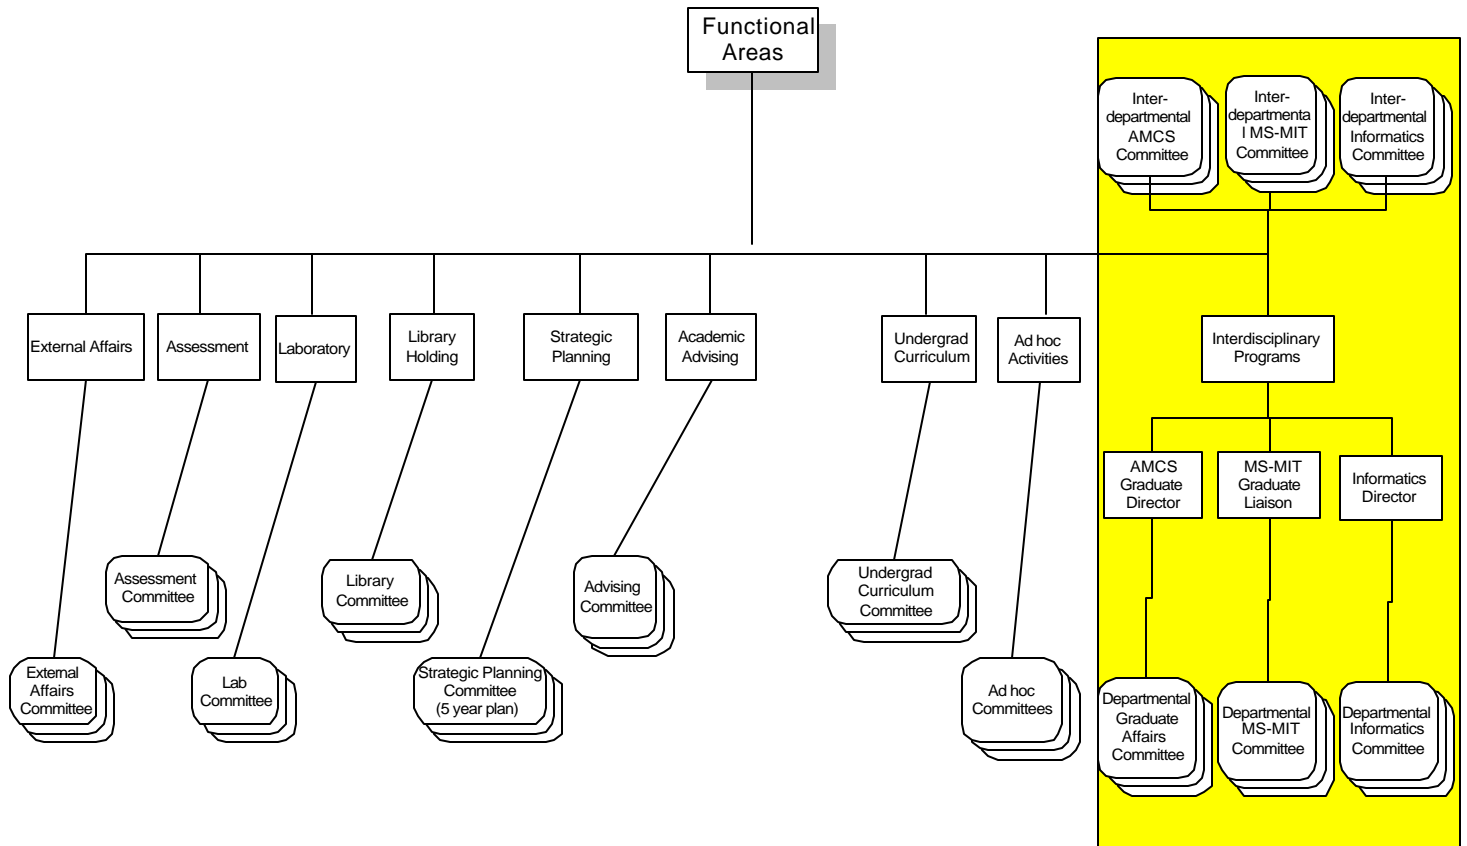 Functional
Areas
Inter-
departmental
AMCS
Committee
Inter-
departmenta
l MS-MIT
Committee
Inter-
departmental
Informatics
Committee
External Affairs
Assessment
Laboratory
Library
Holding
Strategic
Planning
Academic
Advising
Undergrad
Curriculum
Ad hoc
Activities
Interdisciplinary
Programs
AMCS
Graduate
Director
MS-MIT
Graduate
Liaison
Informatics
Director
Assessment
Committee
Library
Committee
Advising
Committee
Undergrad
Curriculum
Committee
External
Affairs
Committee
Lab
Committee
Strategic Planning
Committee
(5 year plan)
Ad hoc
Committees
Departmental
Graduate
Affairs
Committee
Departmental
MS-MIT
Committee
Departmental
Informatics
Committee